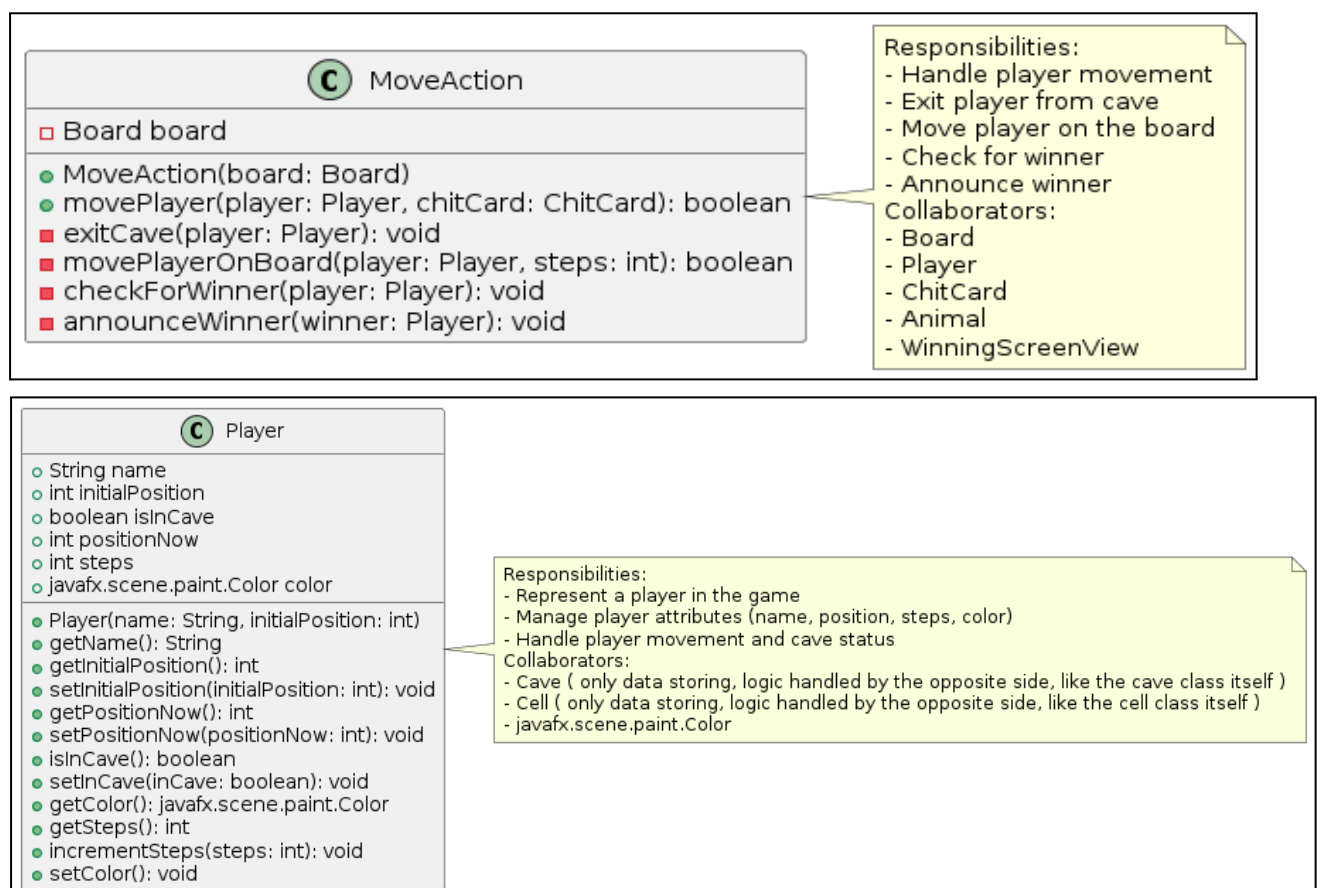 C MoveAction
Board board
MoveAction(board: Board)
movePlayer(player: Player, chitCard: ChitCard): boolean
exitCave(player: Player): void
movePlayerOnBoard(player: Player, steps: int): boolean
checkForWinner(player: Player): void
announceWinner(winner: Player): void
Responsibilities:
- Handle player movement
- Exit player from cave
- Move player on the board
- Check for winner
- Announce winner
Collaborators:
- Board
- Player
- ChitCard
- Animal
- WinningScreenView
C Player
String name
int initialPosition
boolean isInCave
int positionNow
int steps
javafx.scene.paint.Color color
Player(name: String, initialPosition: int)
getName(): String
getInitialPosition(): int
setInitialPosition(initialPosition: int): void
getPositionNow(): int
setPositionNow(positionNow: int): void
isInCave(): boolean
setInCave(inCave: boolean): void
getColor(): javafx.scene.paint.Color
getSteps(): int
incrementSteps(steps: int): void
setColor(): void
Responsibilities:
- Represent a player in the game
- Manage player attributes (name, position, steps, color)
- Handle player movement and cave status
Collaborators:
- Cave ( only data storing, logic handled by the opposite side, like the cave class itself )
- Cell ( only data storing, logic handled by the opposite side, like the cell class itself )
- javafx.scene.paint.Color